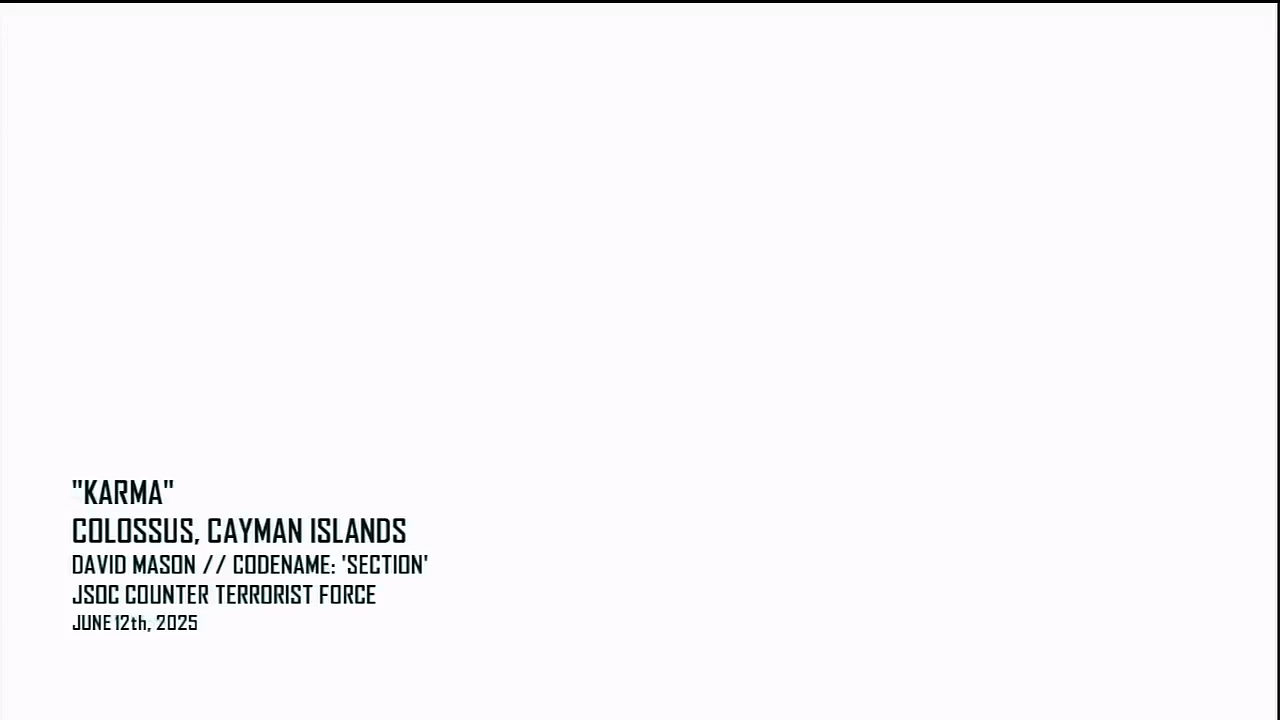 "KARMA"
COLOSSUS, CAYMAN ISLANDS
DAVID MASON // CODENAME: 'SECTION'
JSOC COUNTER TERRORIST FORCE
JUNE 12th, 2025